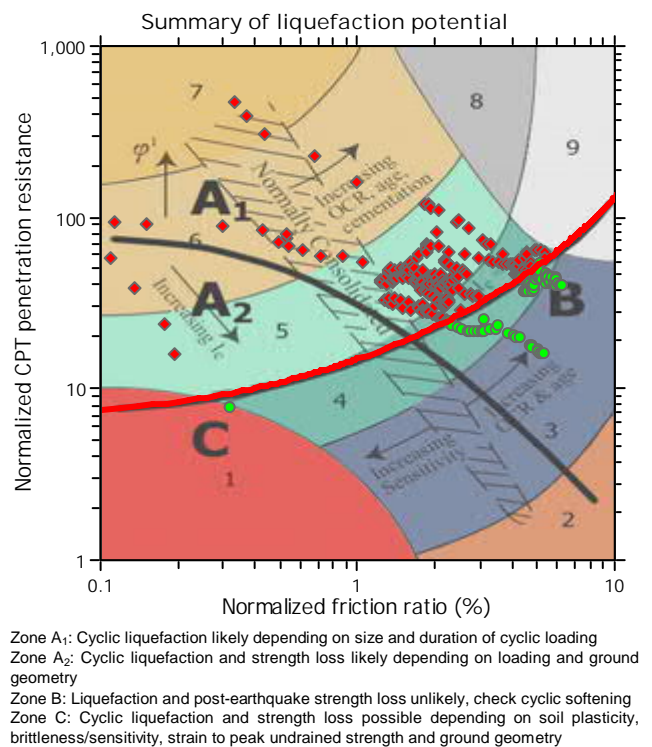 Summary of liquefaction potential
Normalized CPT penetration resistance
1,000
100
10
1
0.1
1
10
Normalized friction ratio (%)
7
8
9
φ'
A1
Normally Consolidated
Increasing
OCR, age,
cementation
6
A2
Increasing Ic
5
B
4
C
1
Increasing
OCR & age
3
Increasing
Sensitivity
2
Zone A1: Cyclic liquefaction likely depending on size and duration of cyclic loading
Zone A2: Cyclic liquefaction and strength loss likely depending on loading and ground
geometry
Zone B: Liquefaction and post-earthquake strength loss unlikely, check cyclic softening
Zone C: Cyclic liquefaction and strength loss possible depending on soil plasticity,
brittleness/sensitivity, strain to peak undrained strength and ground geometry